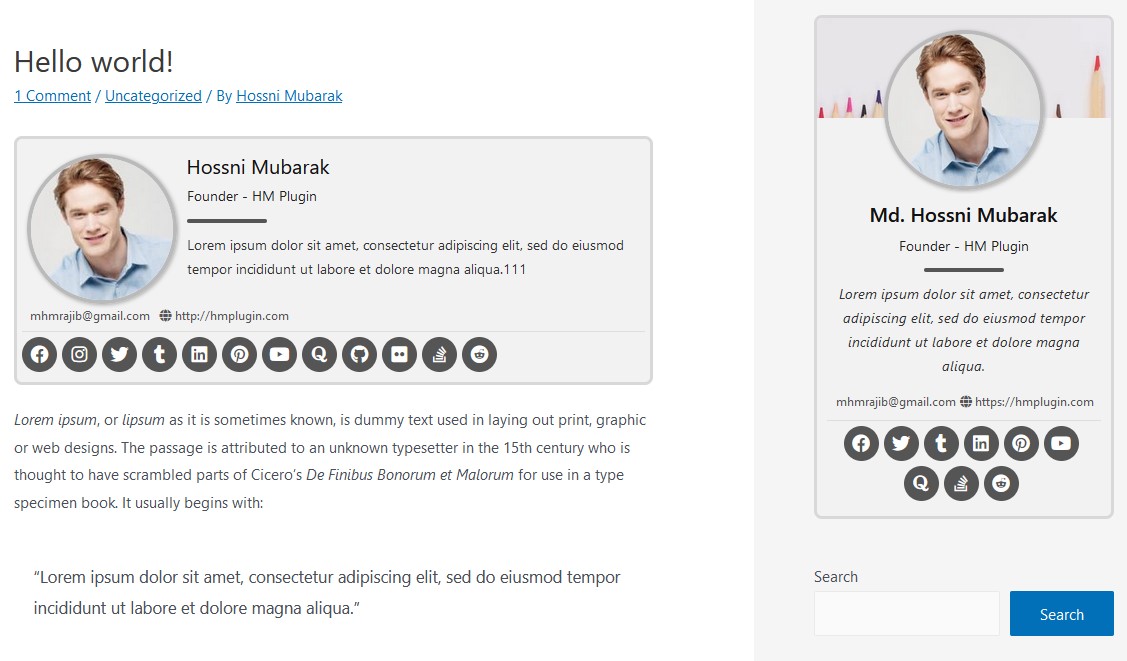 Hello world!
1 Comment / Uncategorized / By Hossni Mubarak
Hossni Mubarak
Founder - HM Plugin
Lorem ipsum dolor sit amet, consectetur adipiscing elit, sed do eiusmod
tempor incididunt ut labore et dolore magna aliqua.111
mhmrajib@gmail.com http://hmplugin.com
Lorem ipsum, or lipsum as it is sometimes known, is dummy text used in laying out print, graphic
or web designs. The passage is attributed to an unknown typesetter in the 15th century who is
thought to have scrambled parts of Cicero's De Finibus Bonorum et Malorum for use in a type
specimen book. It usually begins with:
“Lorem ipsum dolor sit amet, consectetur adipiscing elit, sed do eiusmod tempor
incididunt ut labore et dolore magna aliqua.”
Md. Hossni Mubarak
Founder - HM Plugin
Lorem ipsum dolor sit amet, consectetur
adipiscing elit, sed do eiusmod tempor
incididunt ut labore et dolore magna
aliqua.
mhmrajib@gmail.com https://hmplugin.com
Search
Search